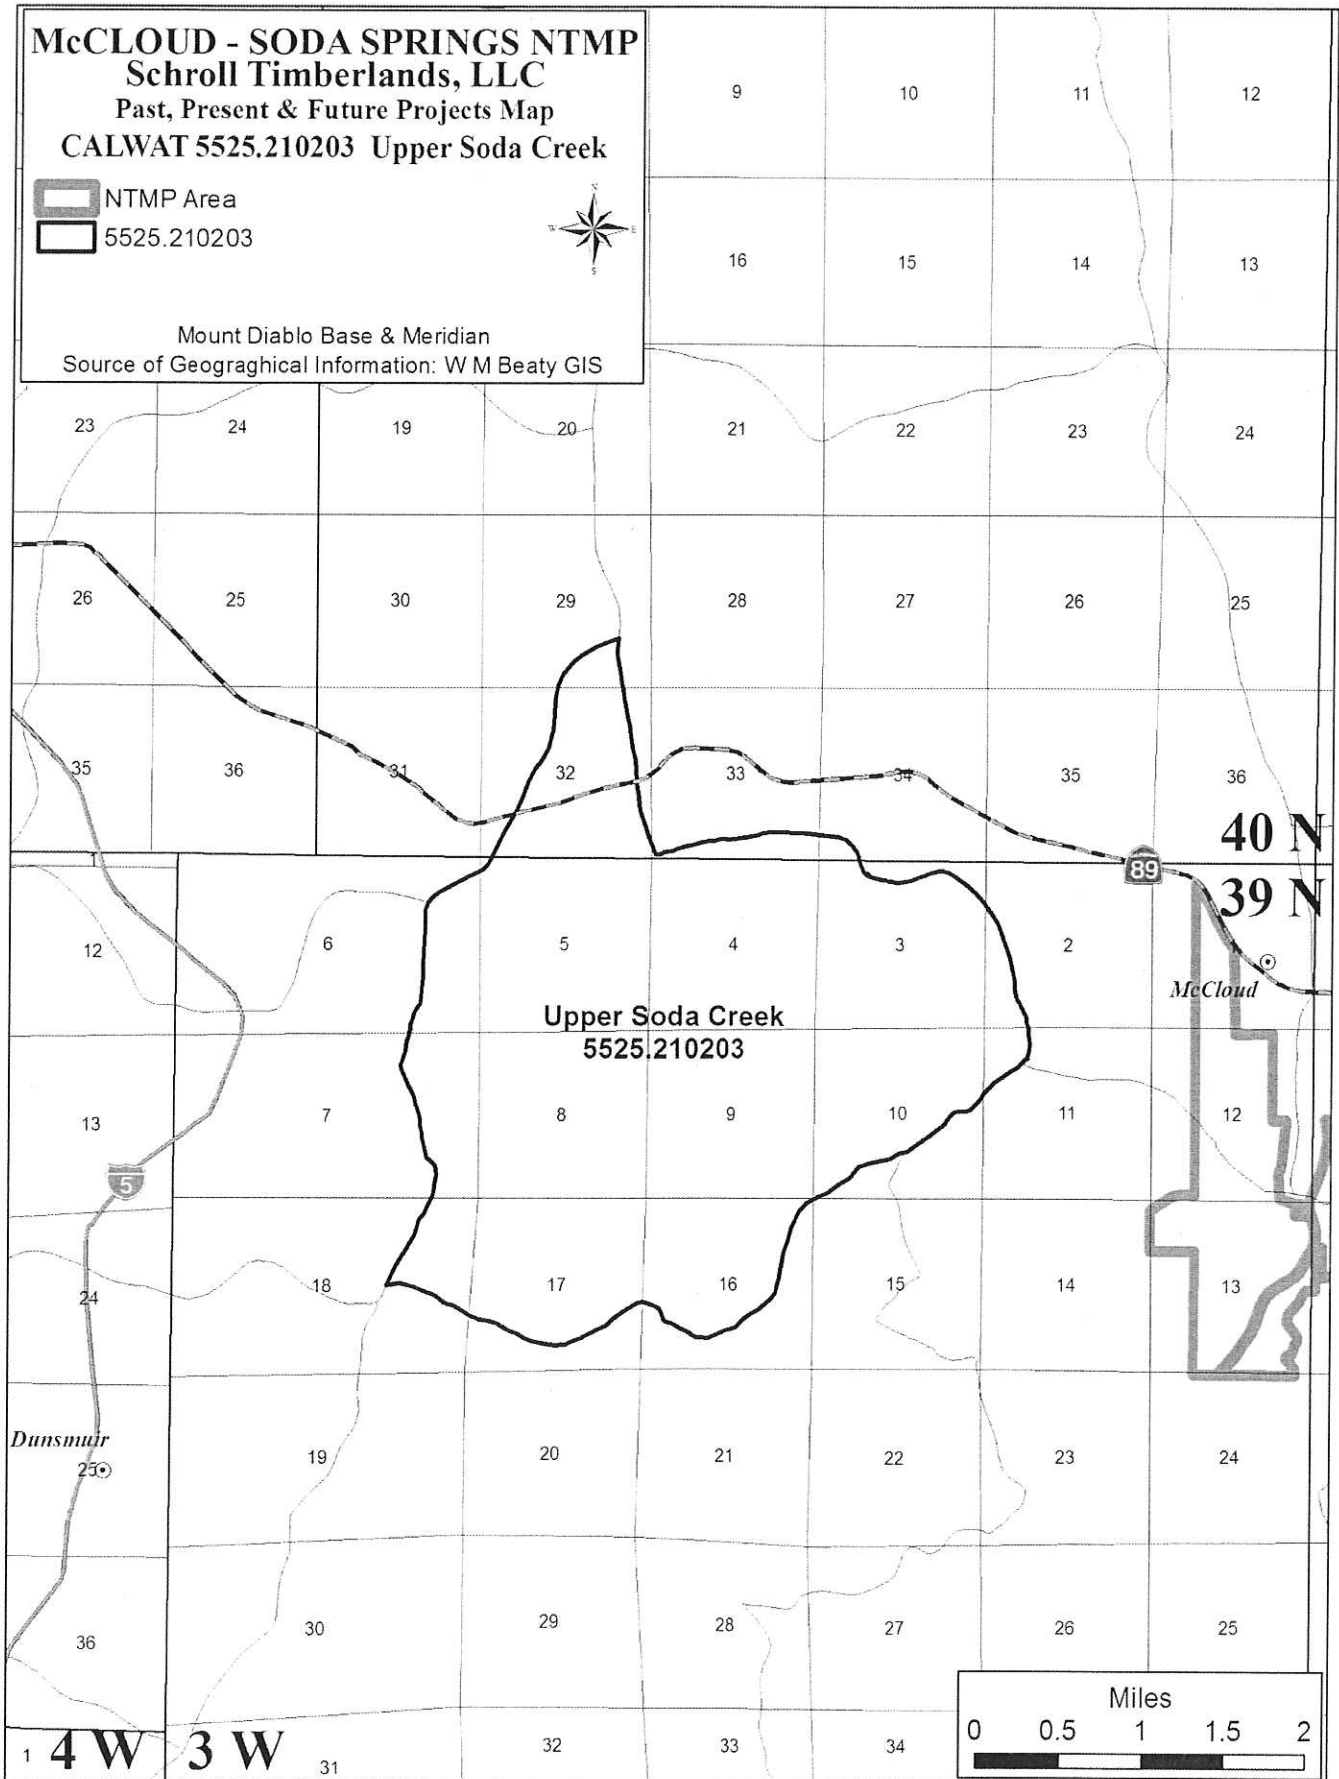 McCLOUD - SODA SPRINGS NTMP
Schroll Timberlands, LLC
Past, Present & Future Projects Map
CALWAT 5525.210203 Upper Soda Creek
NTMP Area
5525.210203
N
W E
S
Mount Diablo Base & Meridian
Source of Geograghical Information: W M Beaty GIS
9 10 11 12
16 15 14 13
23 24 19 20 21 22 23 24
26 25 30 29 28 27 26 25
35 36 31 32 33 34 35 36
40 N
89
39 N
12 6 5 4 3 2
McCloud
Upper Soda Creek
5525.210203
13 7 8 9 10 11 12
5
24 18 17 16 15 14 13
Dunsmuir
25 19 20 21 22 23 24
36 30 29 28 27 26 25
1 4 W 3 W 31 32 33 34
Miles
0 0.5 1 1.5 2